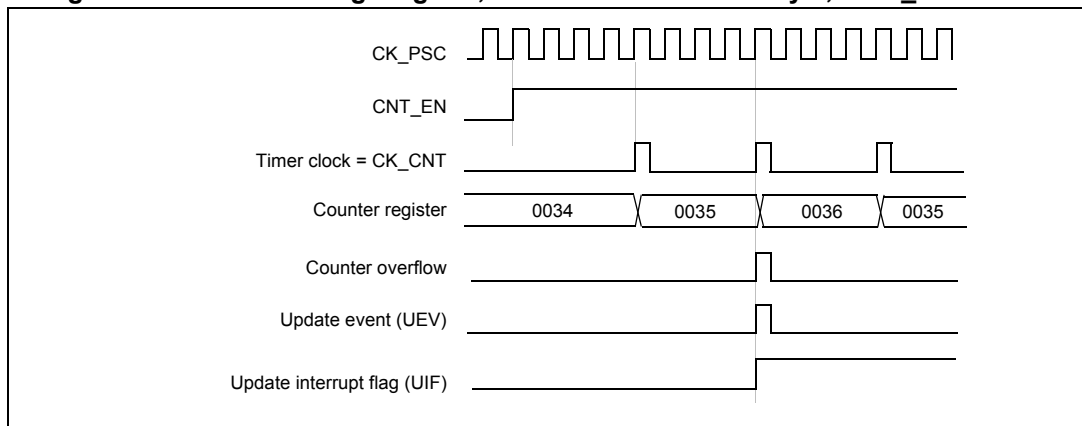 CK_PSC
CNT_EN
Timer clock = CK_CNT
Counter register 0034 0035 0036 0035
Counter overflow
Update event (UEV)
Update interrupt flag (UIF)